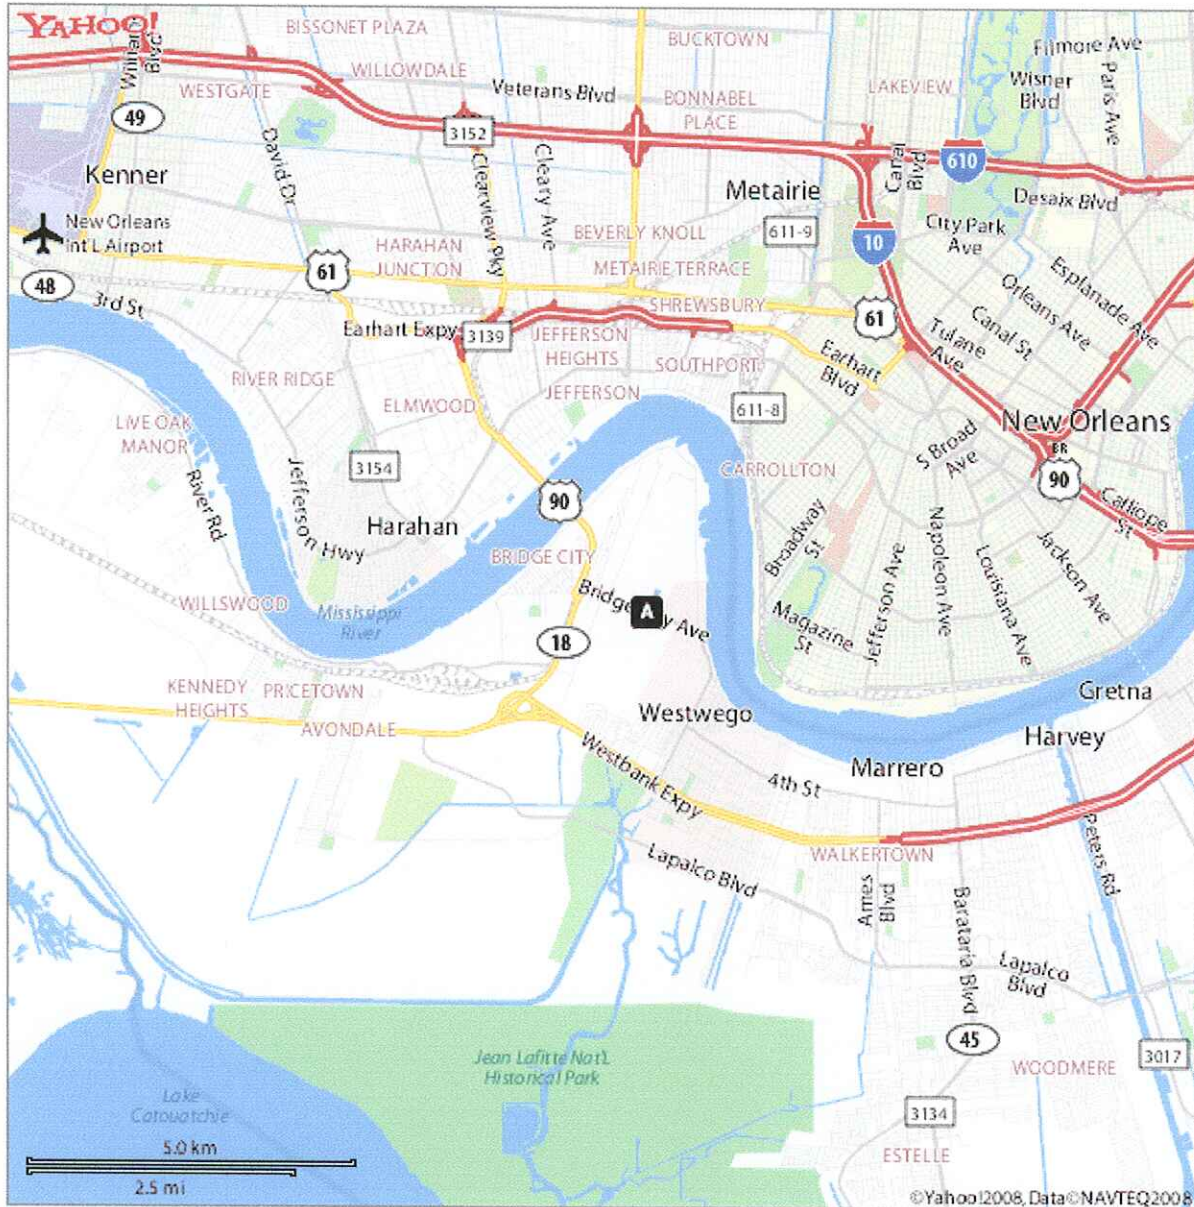 YAHOO!
BISSONET PLAZA
BUCKTOWN
Filmore Ave
William Blvd
WILLOWDALE
WESTGATE
Veterans Blvd
BONNABEL
PLACE
LAKEVIEW
Wisner
Blvd
Paris Ave
49
3152
David Dr
Clearview Pky
Cleary Ave
Canal
Blvd
610
Kenner
Metairie
Desaix Blvd
New Orleans
Int'L Airport
611-9
City Park
Ave
10
HARAHAN
JUNCTION
BEVERLY KNOLL
METAIRIE TERRACE
61
48
3rd St
SHREWSBURY
61
Esplanade Ave
Orleans Ave
Canal St
Tulane
Ave
Earhart Expy
3139
JEFFERSON
HEIGHTS
SOUTHPORT
Earhart
Blvd
RIVER RIDGE
ELMWOOD
JEFFERSON
611-8
LIVE OAK
MANOR
New Orleans
BR
90
3154
CARROLLTON
S Broad
Ave
River Rd
Jefferson Hwy
Harahan
90
Calliope
St
BRIDGE CITY
Broadway
St
Napoleon Ave
Jackson Ave
Louisiana Ave
Jefferson Ave
WILLSWOOD
Mississippi
River
A
Ave
Magazine
St
18
KENNEDY
HEIGHTS
PRICETOWN
AVONDALE
Westwego
Gretna
Harvey
Marrero
Westbank Expy
4th St
WALKERTOWN
Peters Rd
Lapalco Blvd
Ames
Blvd
Barataria Blvd
Lapalco
Blvd
45
3017
WOODMERE
Jean Lafitte Nat'L
Historical Park
Lake
Catouatchie
3134
ESTELLE
5.0 km
2.5 mi
©Yahoo!2008, Data©NAVTEQ2008